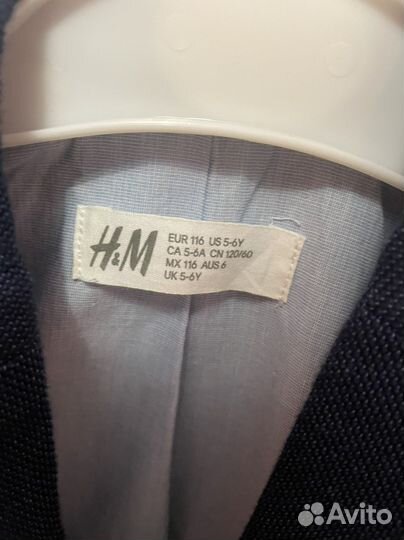 H&M
EUR 116 US 5-6Y
CA 5-6A CN 120/60
MX 116 AUS 6
UK 5-6Y
Avito